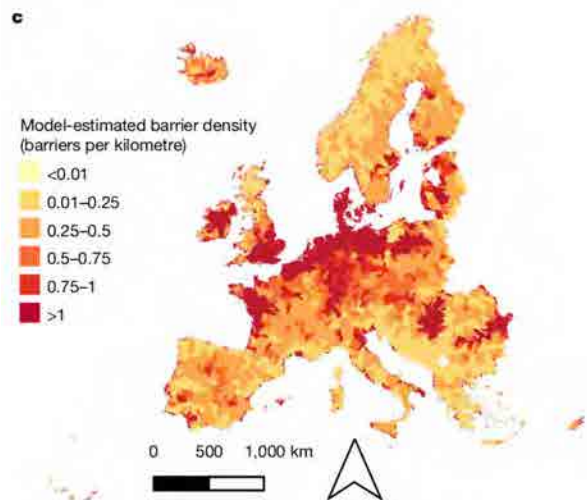 c
Model-estimated barrier density
(barriers per kilometre)
<0.01
0.01–0.25
0.25–0.5
0.5–0.75
0.75–1
>1
0 500 1,000 km